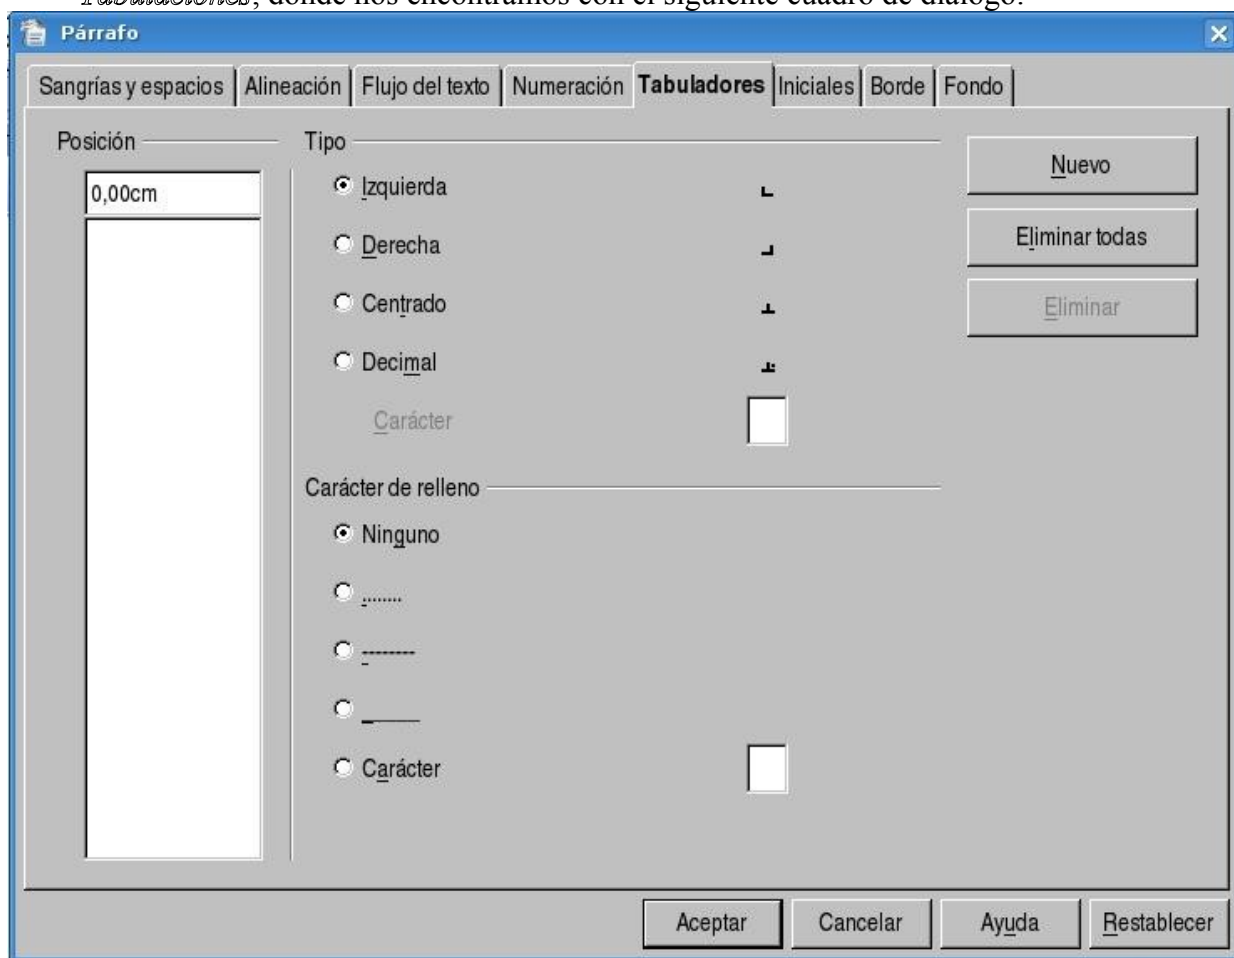 Tabulaciones, donde nos encontramos con el siguiente cuadro de diálogo:
Párrafo
Sangrías y espacios Alineación Flujo del texto Numeración Tabuladores Iniciales Borde Fondo
Posición
0,00cm
Tipo
Izquierda
Derecha
Centrado
Decimal
Carácter
Carácter de relleno
Ninguno
........
--------
______
Carácter
Nuevo
Eliminar todas
Eliminar
Aceptar Cancelar Ayuda Restablecer